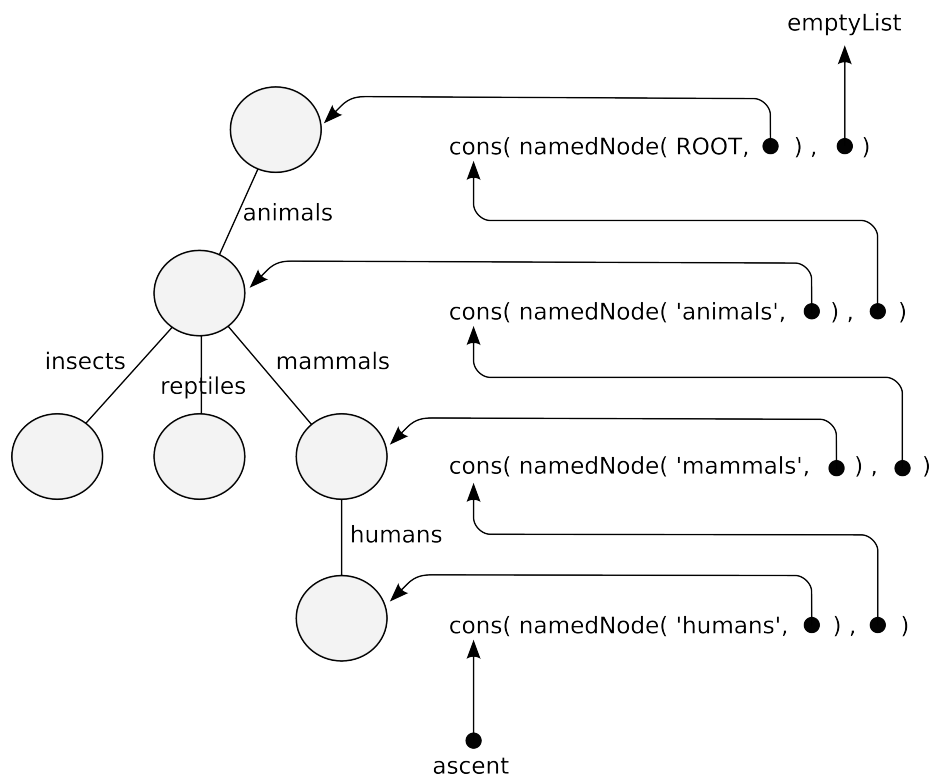 emptyList
cons( namedNode( ROOT, ) , )
animals
cons( namedNode( 'animals', ) , )
insects
reptiles
mammals
cons( namedNode( 'mammals', ) , )
humans
cons( namedNode( 'humans', ) , )
ascent